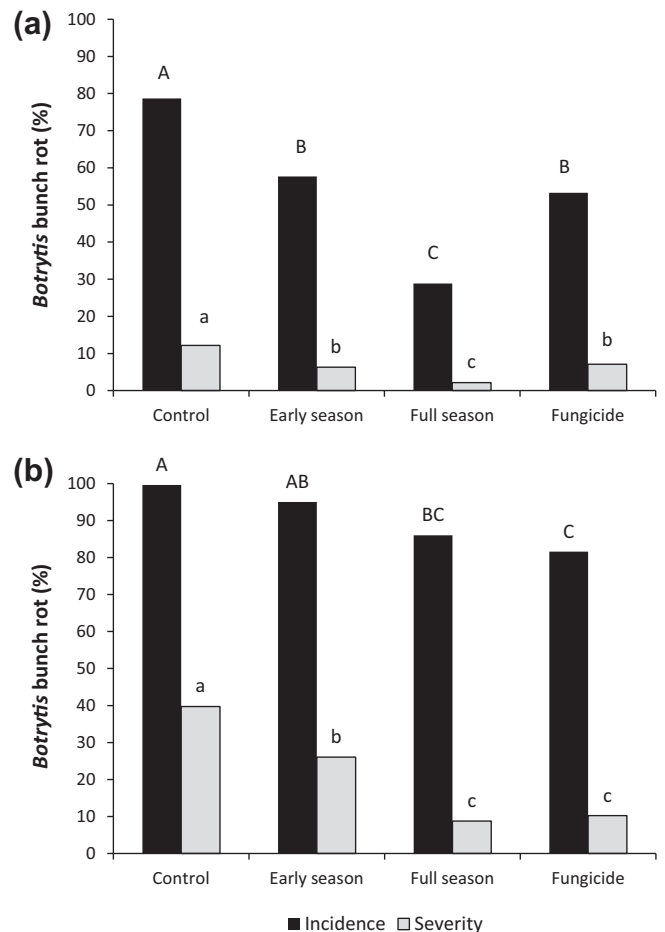 (a)
Botrytis bunch rot (%)
100
90
80
70
60
50
40
30
20
10
0
A
a
B
b
C
c
B
b
Control Early season Full season Fungicide
(b)
Botrytis bunch rot (%)
100
90
80
70
60
50
40
30
20
10
0
A
a
AB
b
BC
c
C
c
Control Early season Full season Fungicide
Incidence Severity